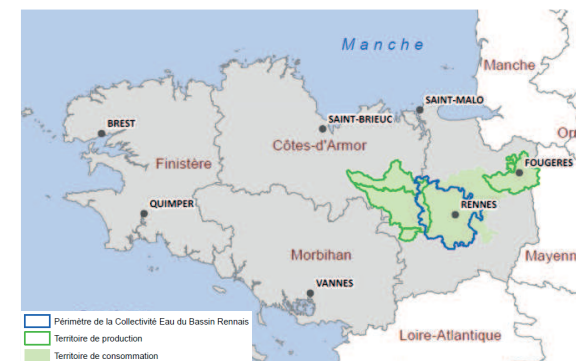 Manche
Manche
SAINT-MALO
BREST
SAINT-BRIEUC
Côtes-d'Armor
FOUGERES
Finistère
QUIMPER
RENNES
Morbihan
Mayenn
VANNES
Périmètre de la Collectivité Eau du Bassin Rennais
Territoire de production
Loire-Atlantique
Territoire de consommation